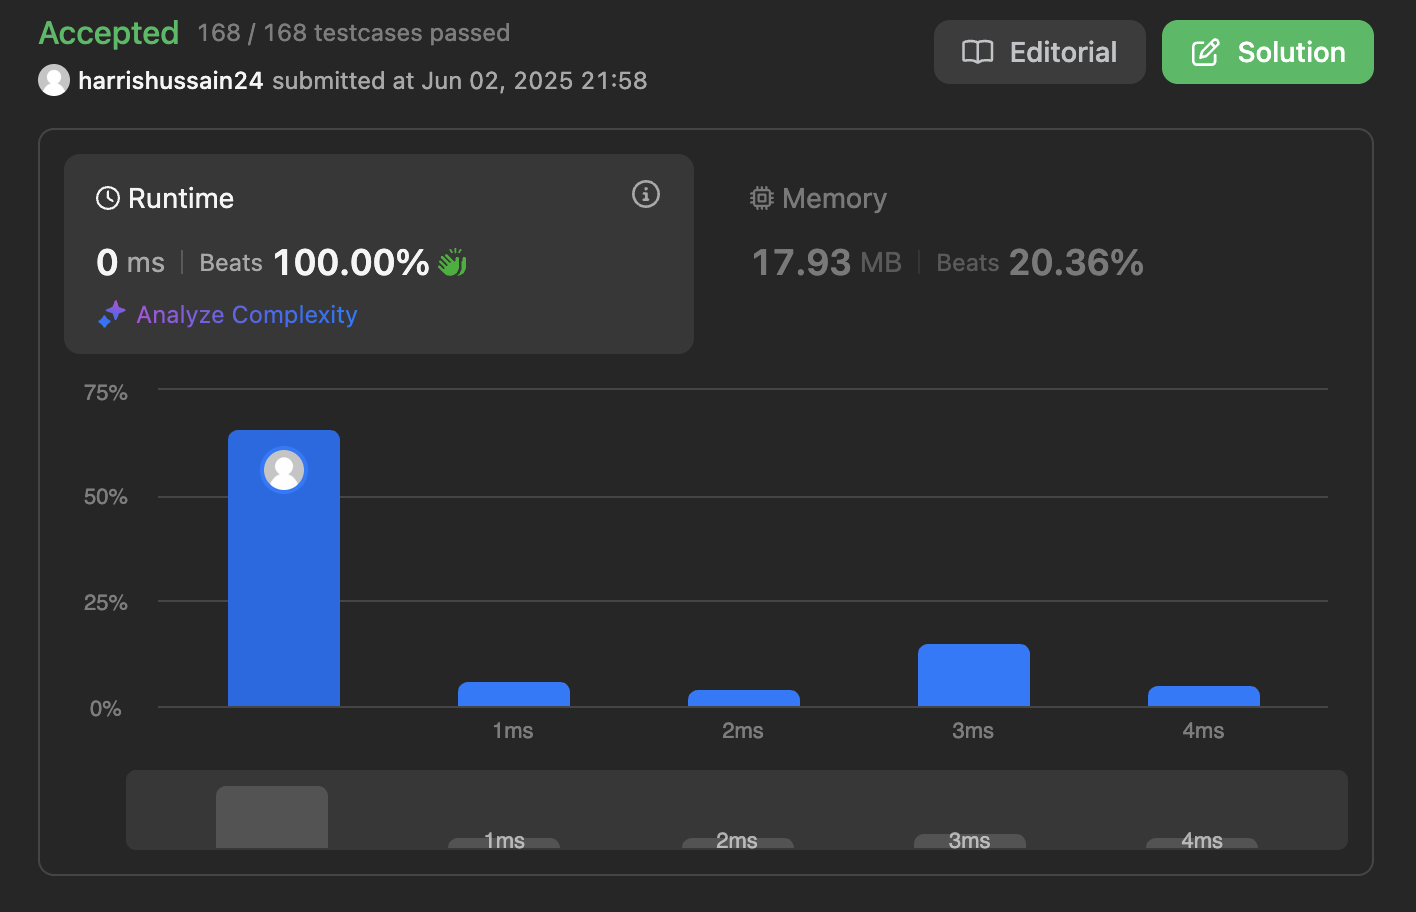 Accepted 168 / 168 testcases passed
harrishussain24 submitted at Jun 02, 2025 21:58
Editorial
Solution
Runtime
0 ms | Beats 100.00%
Analyze Complexity
Memory
17.93 MB | Beats 20.36%
75%
50%
25%
0%
1ms 2ms 3ms 4ms
1ms 2ms 3ms 4ms